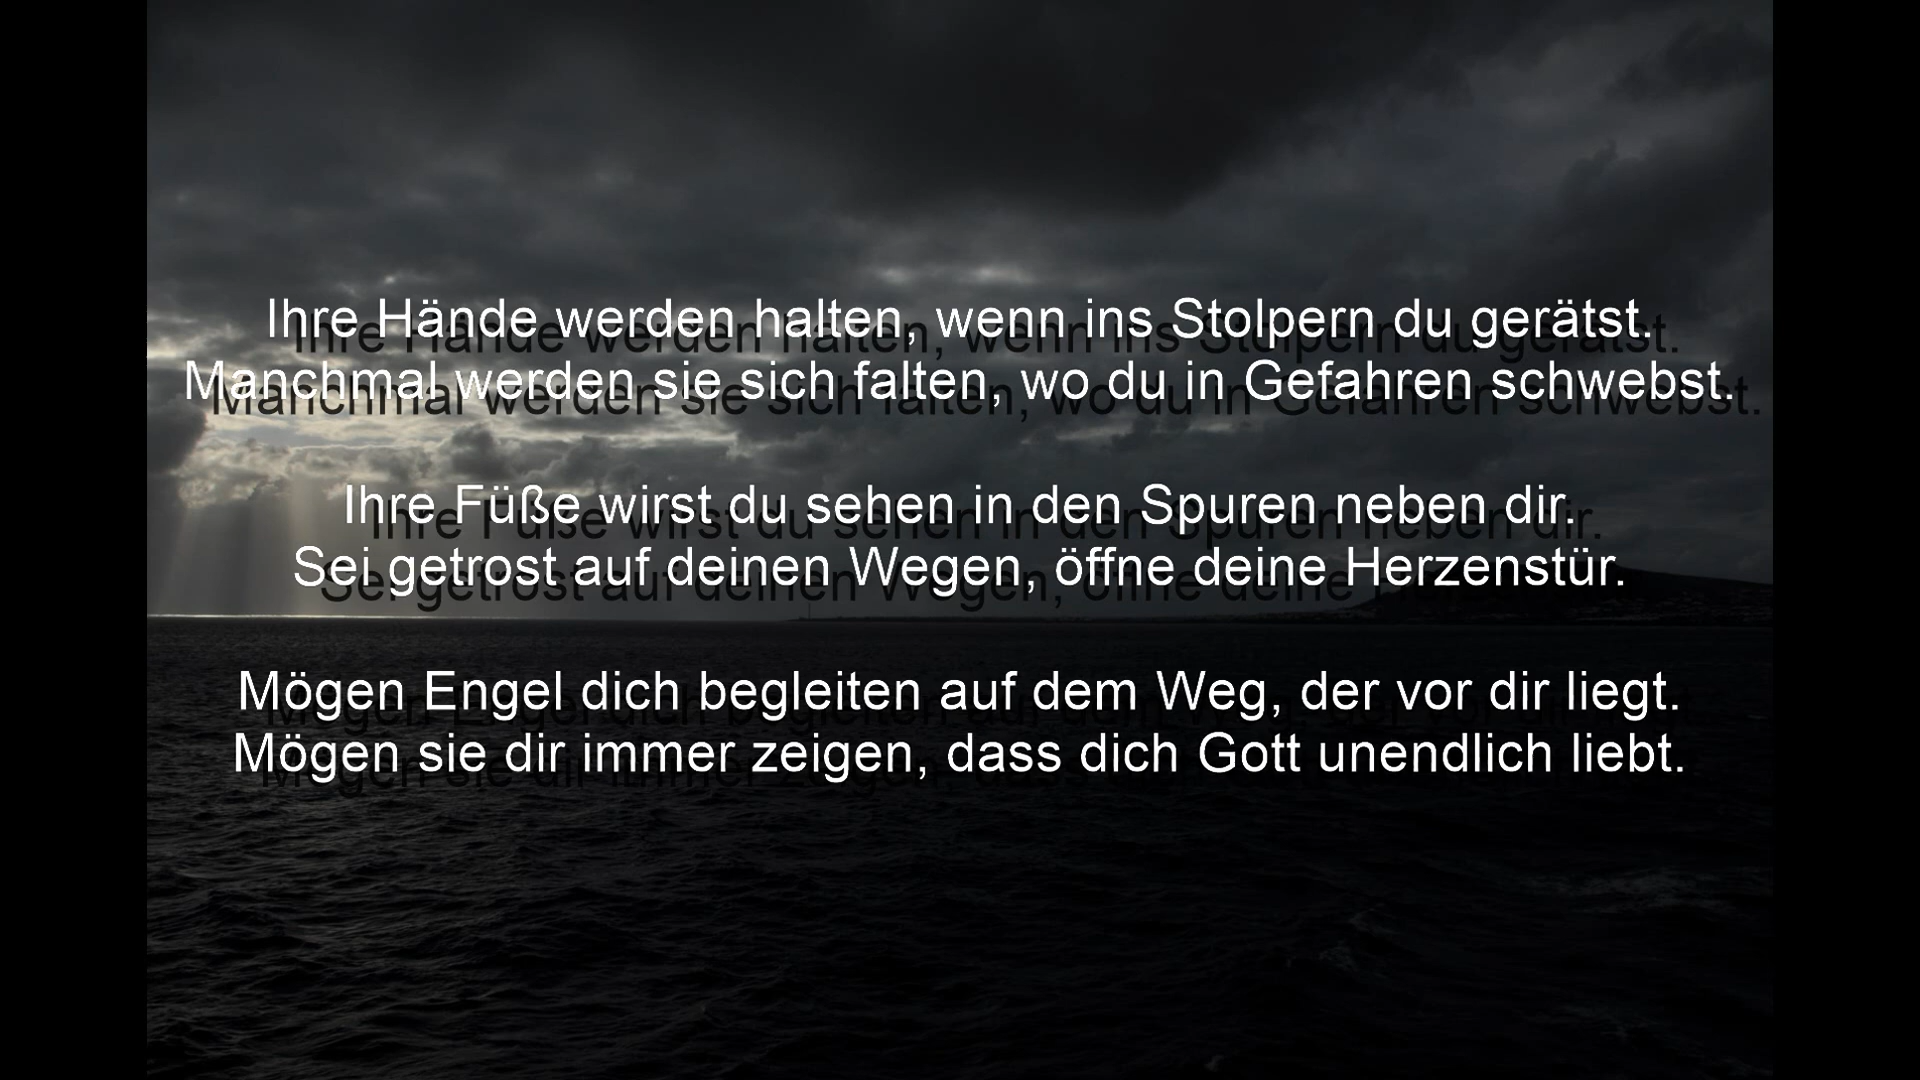 Ihre Hände werden halten, wenn ins Stolpern du gerätst.
Manchmal werden sie sich falten, wo du in Gefahren schwebst.
Ihre Füße wirst du sehen in den Spuren neben dir.
Sei getrost auf deinen Wegen, öffne deine Herzenstür.
Mögen Engel dich begleiten auf dem Weg, der vor dir liegt.
Mögen sie dir immer zeigen, dass dich Gott unendlich liebt.